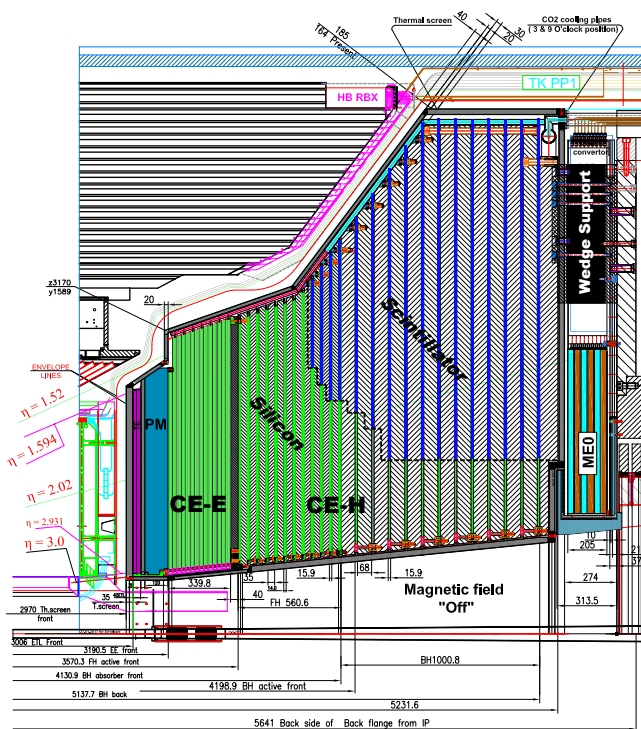 185
164 Present
Thermal screen
40
20
30
CO2 cooling pipes
( 3 & 9 O'clock position)
HB RBX
TK PP1
convertor
Wedge Support
z3170
y1589
20
Scintillator
ENVELOPE
LINES
η = 1.52
η = 1.594
PM
Silicon
ME0
η = 2.02
CE-E
CE-H
η = 2.931
η = 3.0
10
205
339.8
35
15.9
68
15.9
274
35
T.screen
40
Magnetic field
"Off"
FH 560.6
313.5
2970 Th.screen
front
3006 ETL Front
3190.5 EE front
3570.3 FH active front
BH1000.8
4130.9 BH absorber front
4198.9 BH active front
5137.7 BH back
5231.6
5641 Back side of Back flange from IP